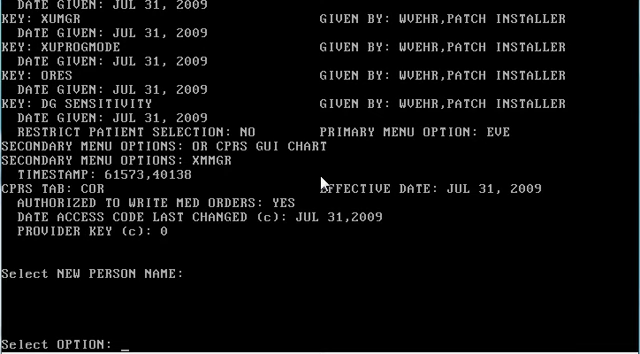 DATE GIVEN: JUL 31, 2009
KEY: XUMGR GIVEN BY: WVEHR,PATCH INSTALLER
DATE GIVEN: JUL 31, 2009
KEY: XUPROGMODE GIVEN BY: WVEHR,PATCH INSTALLER
DATE GIVEN: JUL 31, 2009
KEY: ORES GIVEN BY: WVEHR,PATCH INSTALLER
DATE GIVEN: JUL 31, 2009
KEY: DG SENSITIVITY GIVEN BY: WVEHR,PATCH INSTALLER
DATE GIVEN: JUL 31, 2009
RESTRICT PATIENT SELECTION: NO PRIMARY MENU OPTION: EVE
SECONDARY MENU OPTIONS: OR CPRS GUI CHART
SECONDARY MENU OPTIONS: XMMGR
TIMESTAMP: 61573,40138
CPRS TAB: COR EFFECTIVE DATE: JUL 31, 2009
AUTHORIZED TO WRITE MED ORDERS: YES
DATE ACCESS CODE LAST CHANGED (c): JUL 31,2009
PROVIDER KEY (c): 0
Select NEW PERSON NAME:
Select OPTION: _